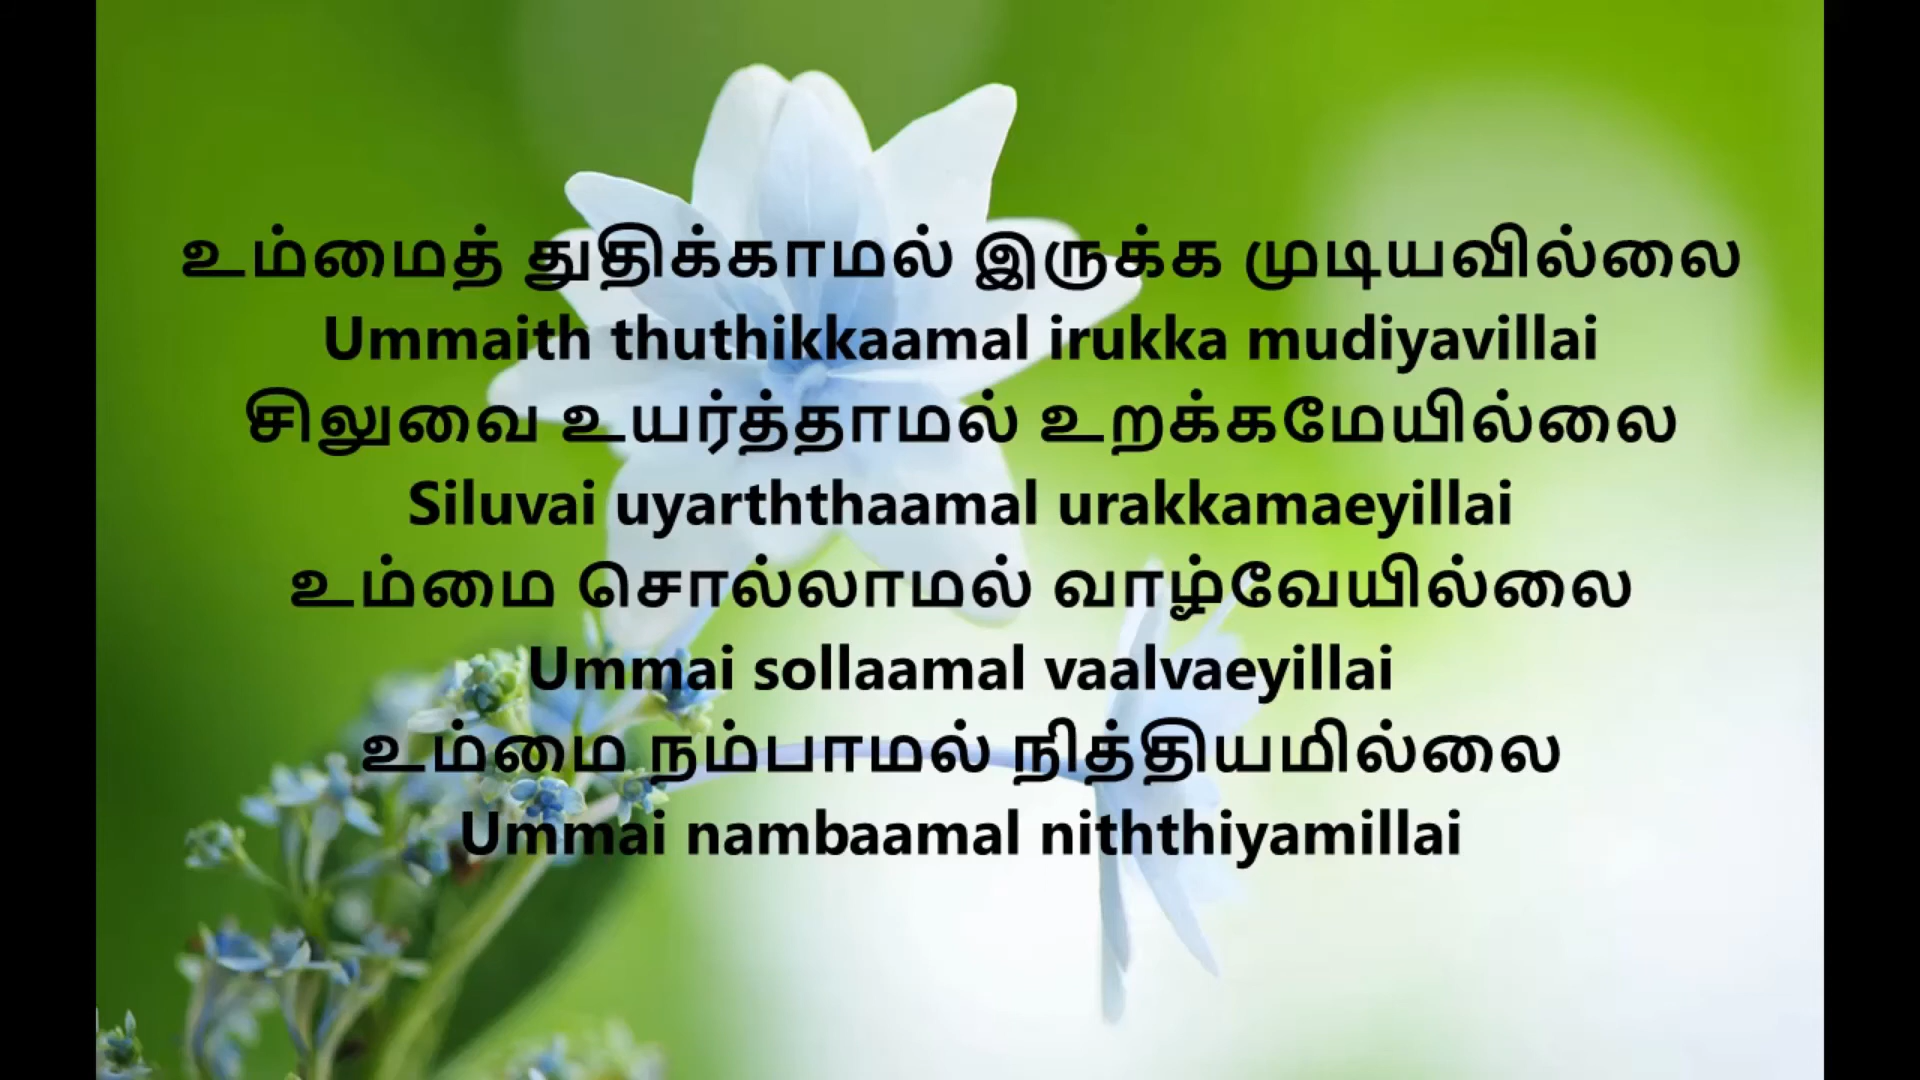 உம்மைத் துதிக்காமல் இருக்க முடியவில்லை
Ummaith thuthikkaamal irukka mudiyavillai
சிலுவை உயர்த்தாமல் உறக்கமேயில்லை
Siluvai uyarththaamal urakkamaeyillai
உம்மை சொல்லாமல் வாழ்வேயில்லை
Ummai sollaamal vaalvaeyillai
உம்மை நம்பாமல் நித்தியமில்லை
Ummai nambaamal niththiyamillai